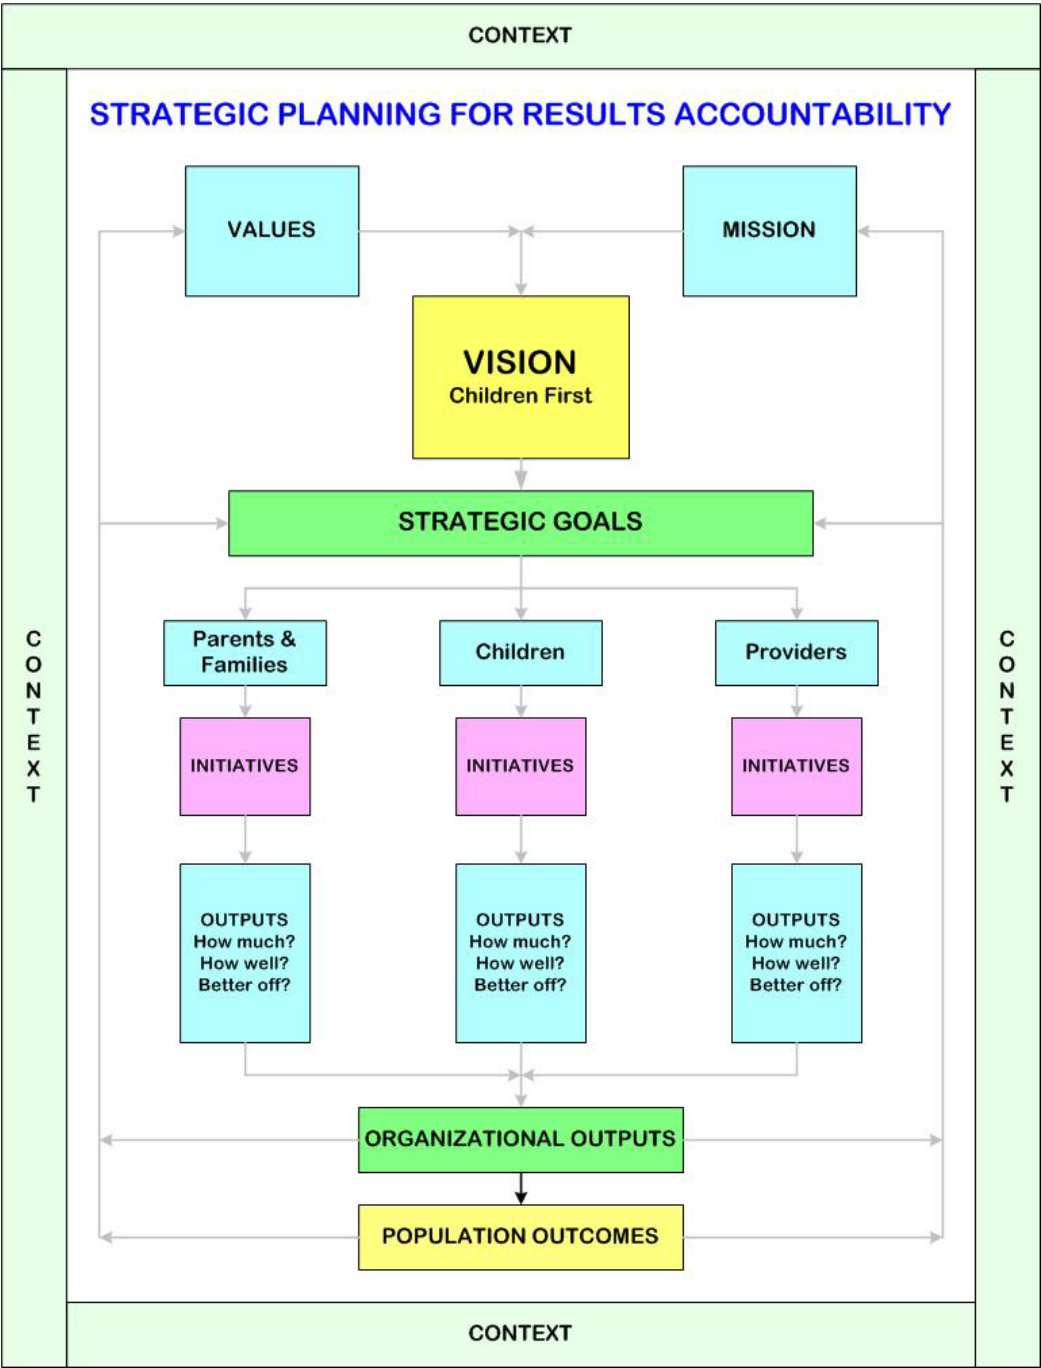 CONTEXT
STRATEGIC PLANNING FOR RESULTS ACCOUNTABILITY
VALUES
MISSION
VISION
Children First
STRATEGIC GOALS
Parents &
Families
Children
Providers
INITIATIVES
INITIATIVES
INITIATIVES
OUTPUTS
How much?
How well?
Better off?
OUTPUTS
How much?
How well?
Better off?
OUTPUTS
How much?
How well?
Better off?
ORGANIZATIONAL OUTPUTS
POPULATION OUTCOMES
CONTEXT
CONTEXT
CONTEXT